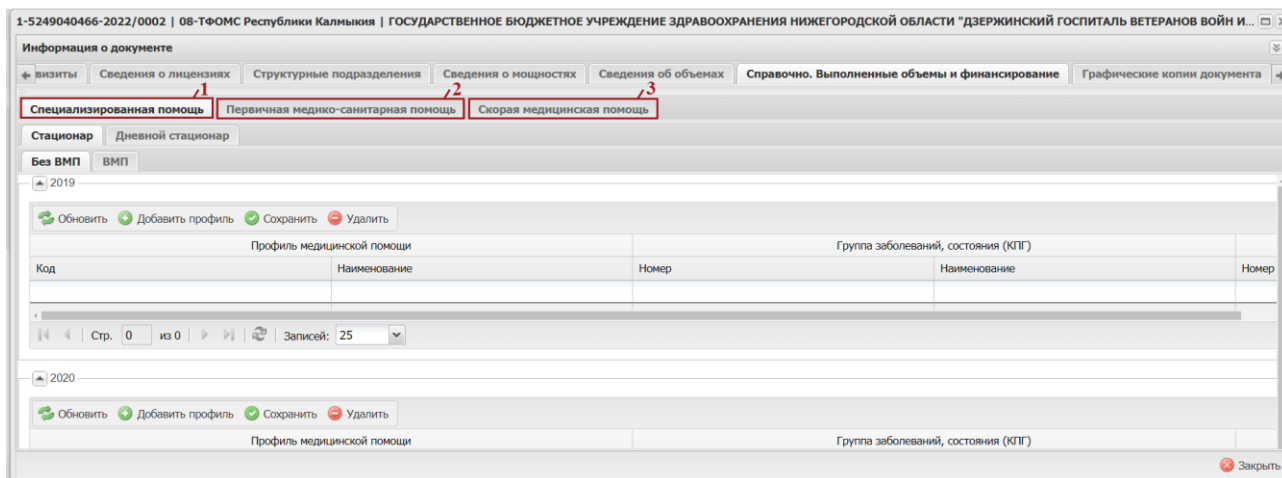 1-5249040466-2022/0002 | 08-ТФОМС Республики Калмыкия | ГОСУДАРСТВЕННОЕ БЮДЖЕТНОЕ УЧРЕЖДЕНИЕ ЗДРАВООХРАНЕНИЯ НИЖЕГОРОДСКОЙ ОБЛАСТИ "ДЗЕРЖИНСКИЙ ГОСПИТАЛЬ ВЕТЕРАНОВ ВОЙН И...
Информация о документе
визиты Сведения о лицензиях Структурные подразделения Сведения о мощностях Сведения об объемах Справочно. Выполненные объемы и финансирование Графические копии документа
1 2 3
Специализированная помощь Первичная медико-санитарная помощь Скорая медицинская помощь
Стационар Дневной стационар
Без ВМП ВМП
2019
Обновить Добавить профиль Сохранить Удалить
Профиль медицинской помощи Группа заболеваний, состояния (КПГ)
Код Наименование Номер Наименование Номер
Стр. 0 из 0 Записей: 25
2020
Обновить Добавить профиль Сохранить Удалить
Профиль медицинской помощи Группа заболеваний, состояния (КПГ)
Закрыть